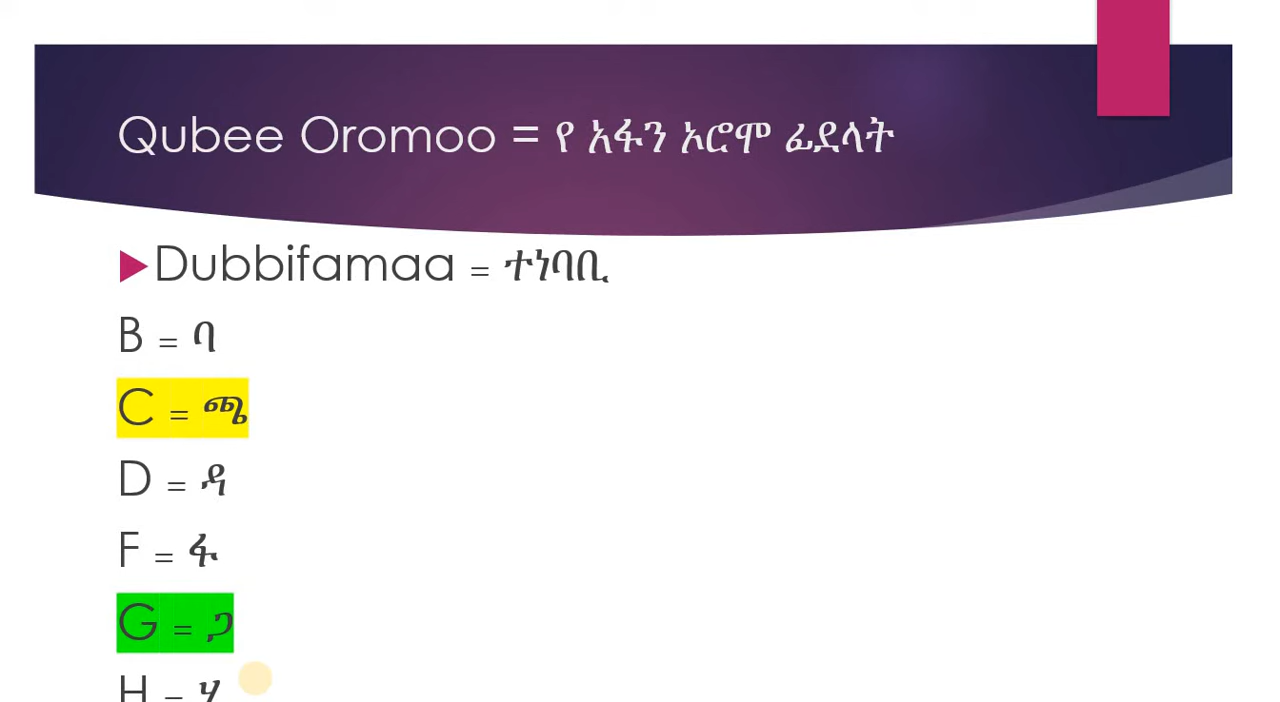 Qubee Oromoo = የ አፋን ኦሮሞ ፊደላት
Dubbifamaa = ተነባቢ
B = ባ
C = ጫ
D = ዳ
F = ፋ
G = ጋ
H = ሃ